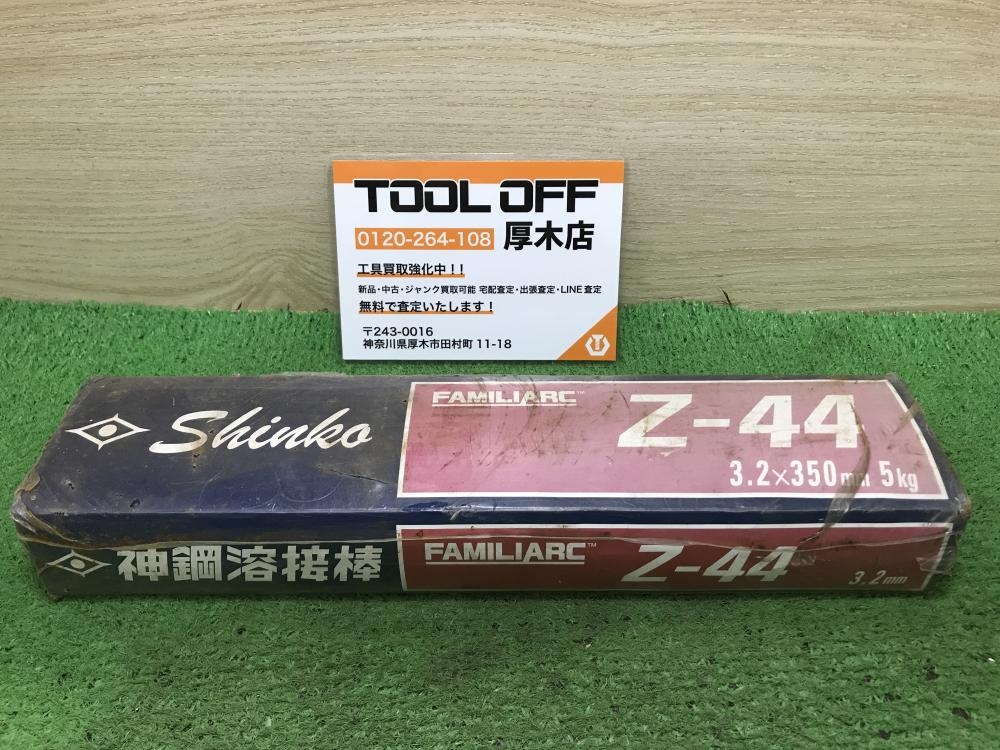 TOOL OFF
0120-264-108 厚木店
工具買取強化中!!
新品・中古・ジャンク買取可能 宅配査定・出張査定・LINE査定
無料で査定いたします!
〒243-0016
神奈川県厚木市田村町 11-18
Shinko
FAMILIARC™
Z-44
3.2×350mm 5kg
神鋼溶接棒
FAMILIARC™
Z-44
3.2mm